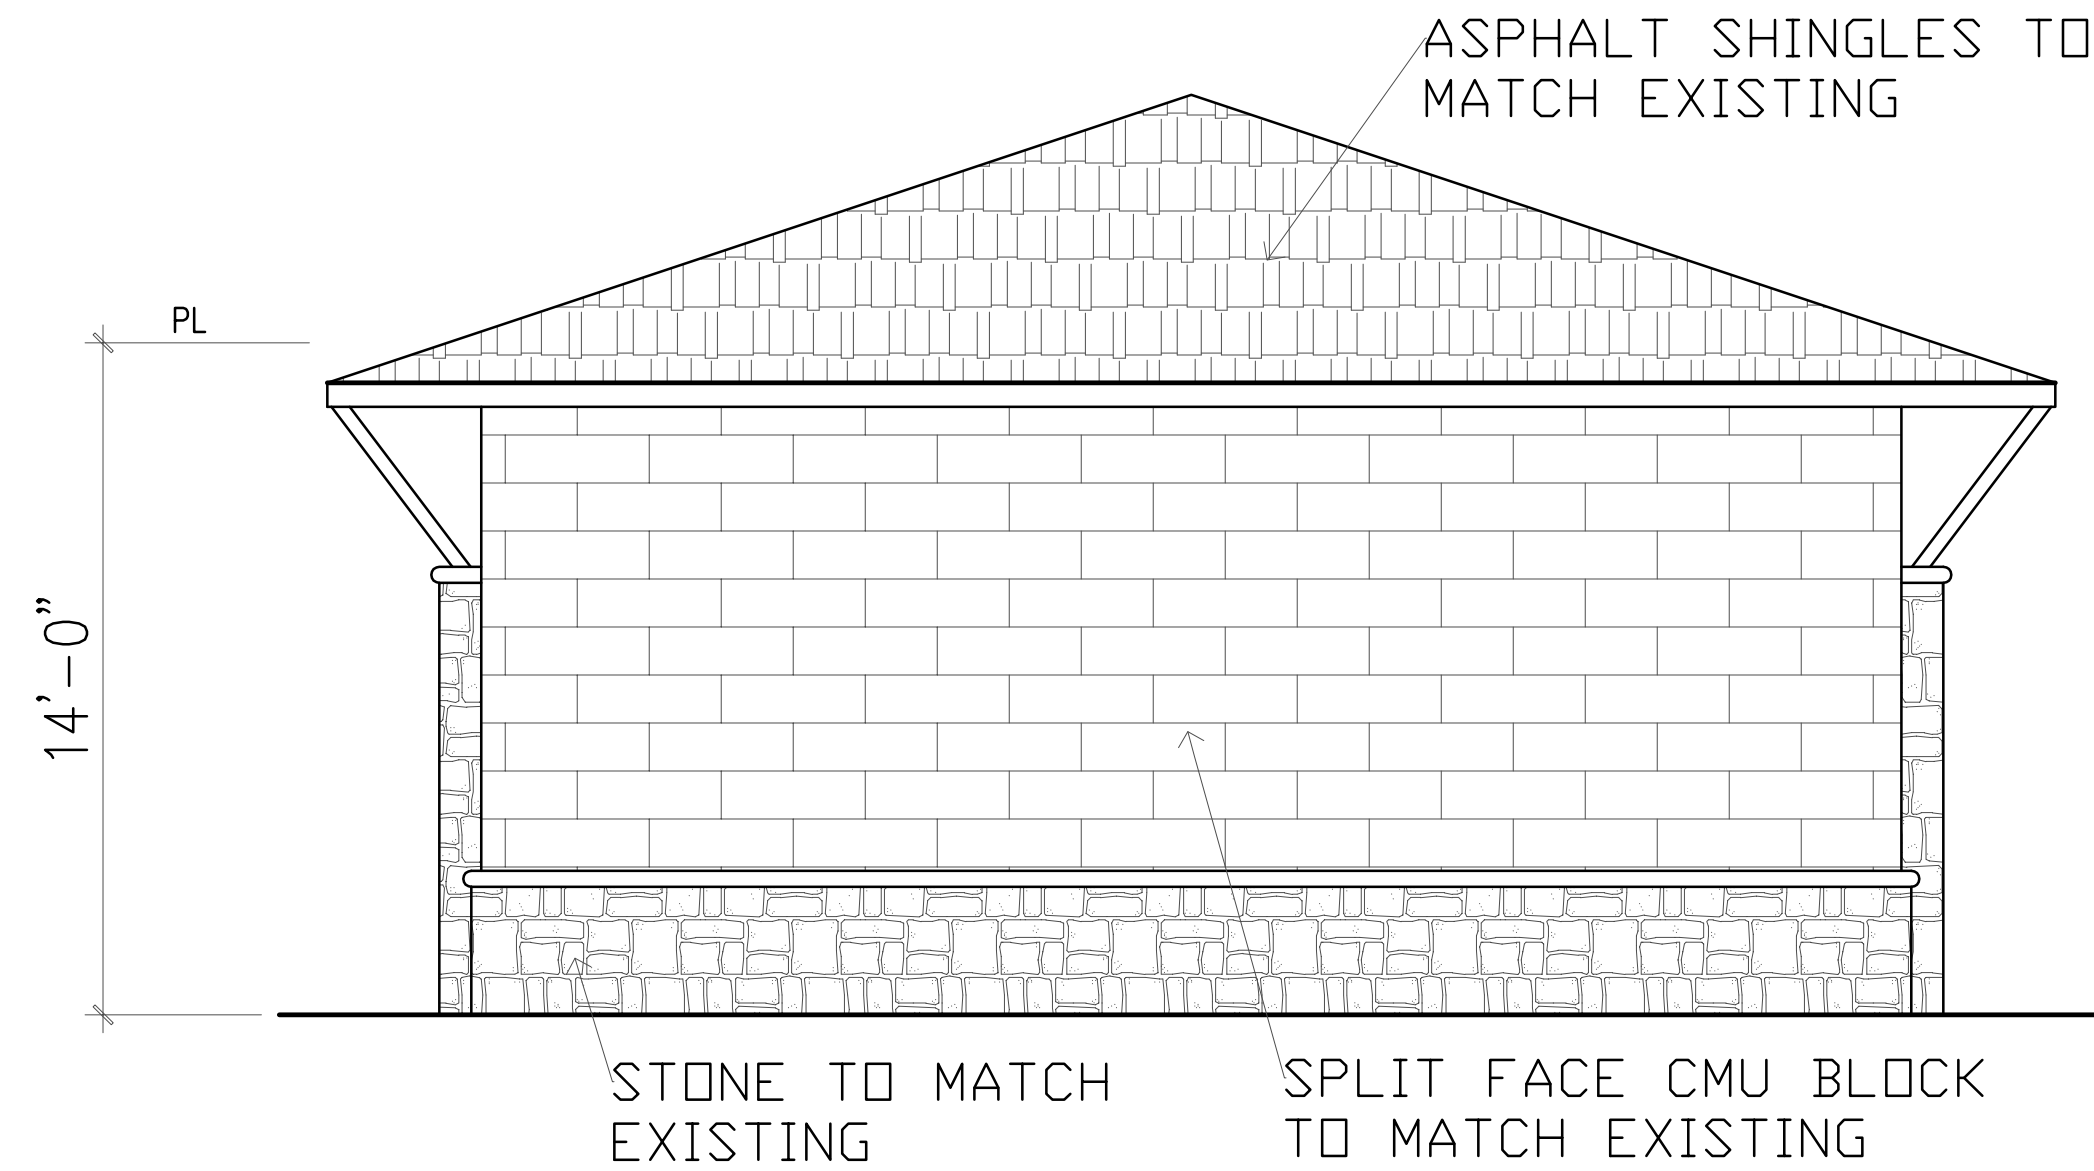 ASPHALT SHINGLES TO
MATCH EXISTING
PL
14'-0"
STONE TO MATCH
EXISTING
SPLIT FACE CMU BLOCK
TO MATCH EXISTING